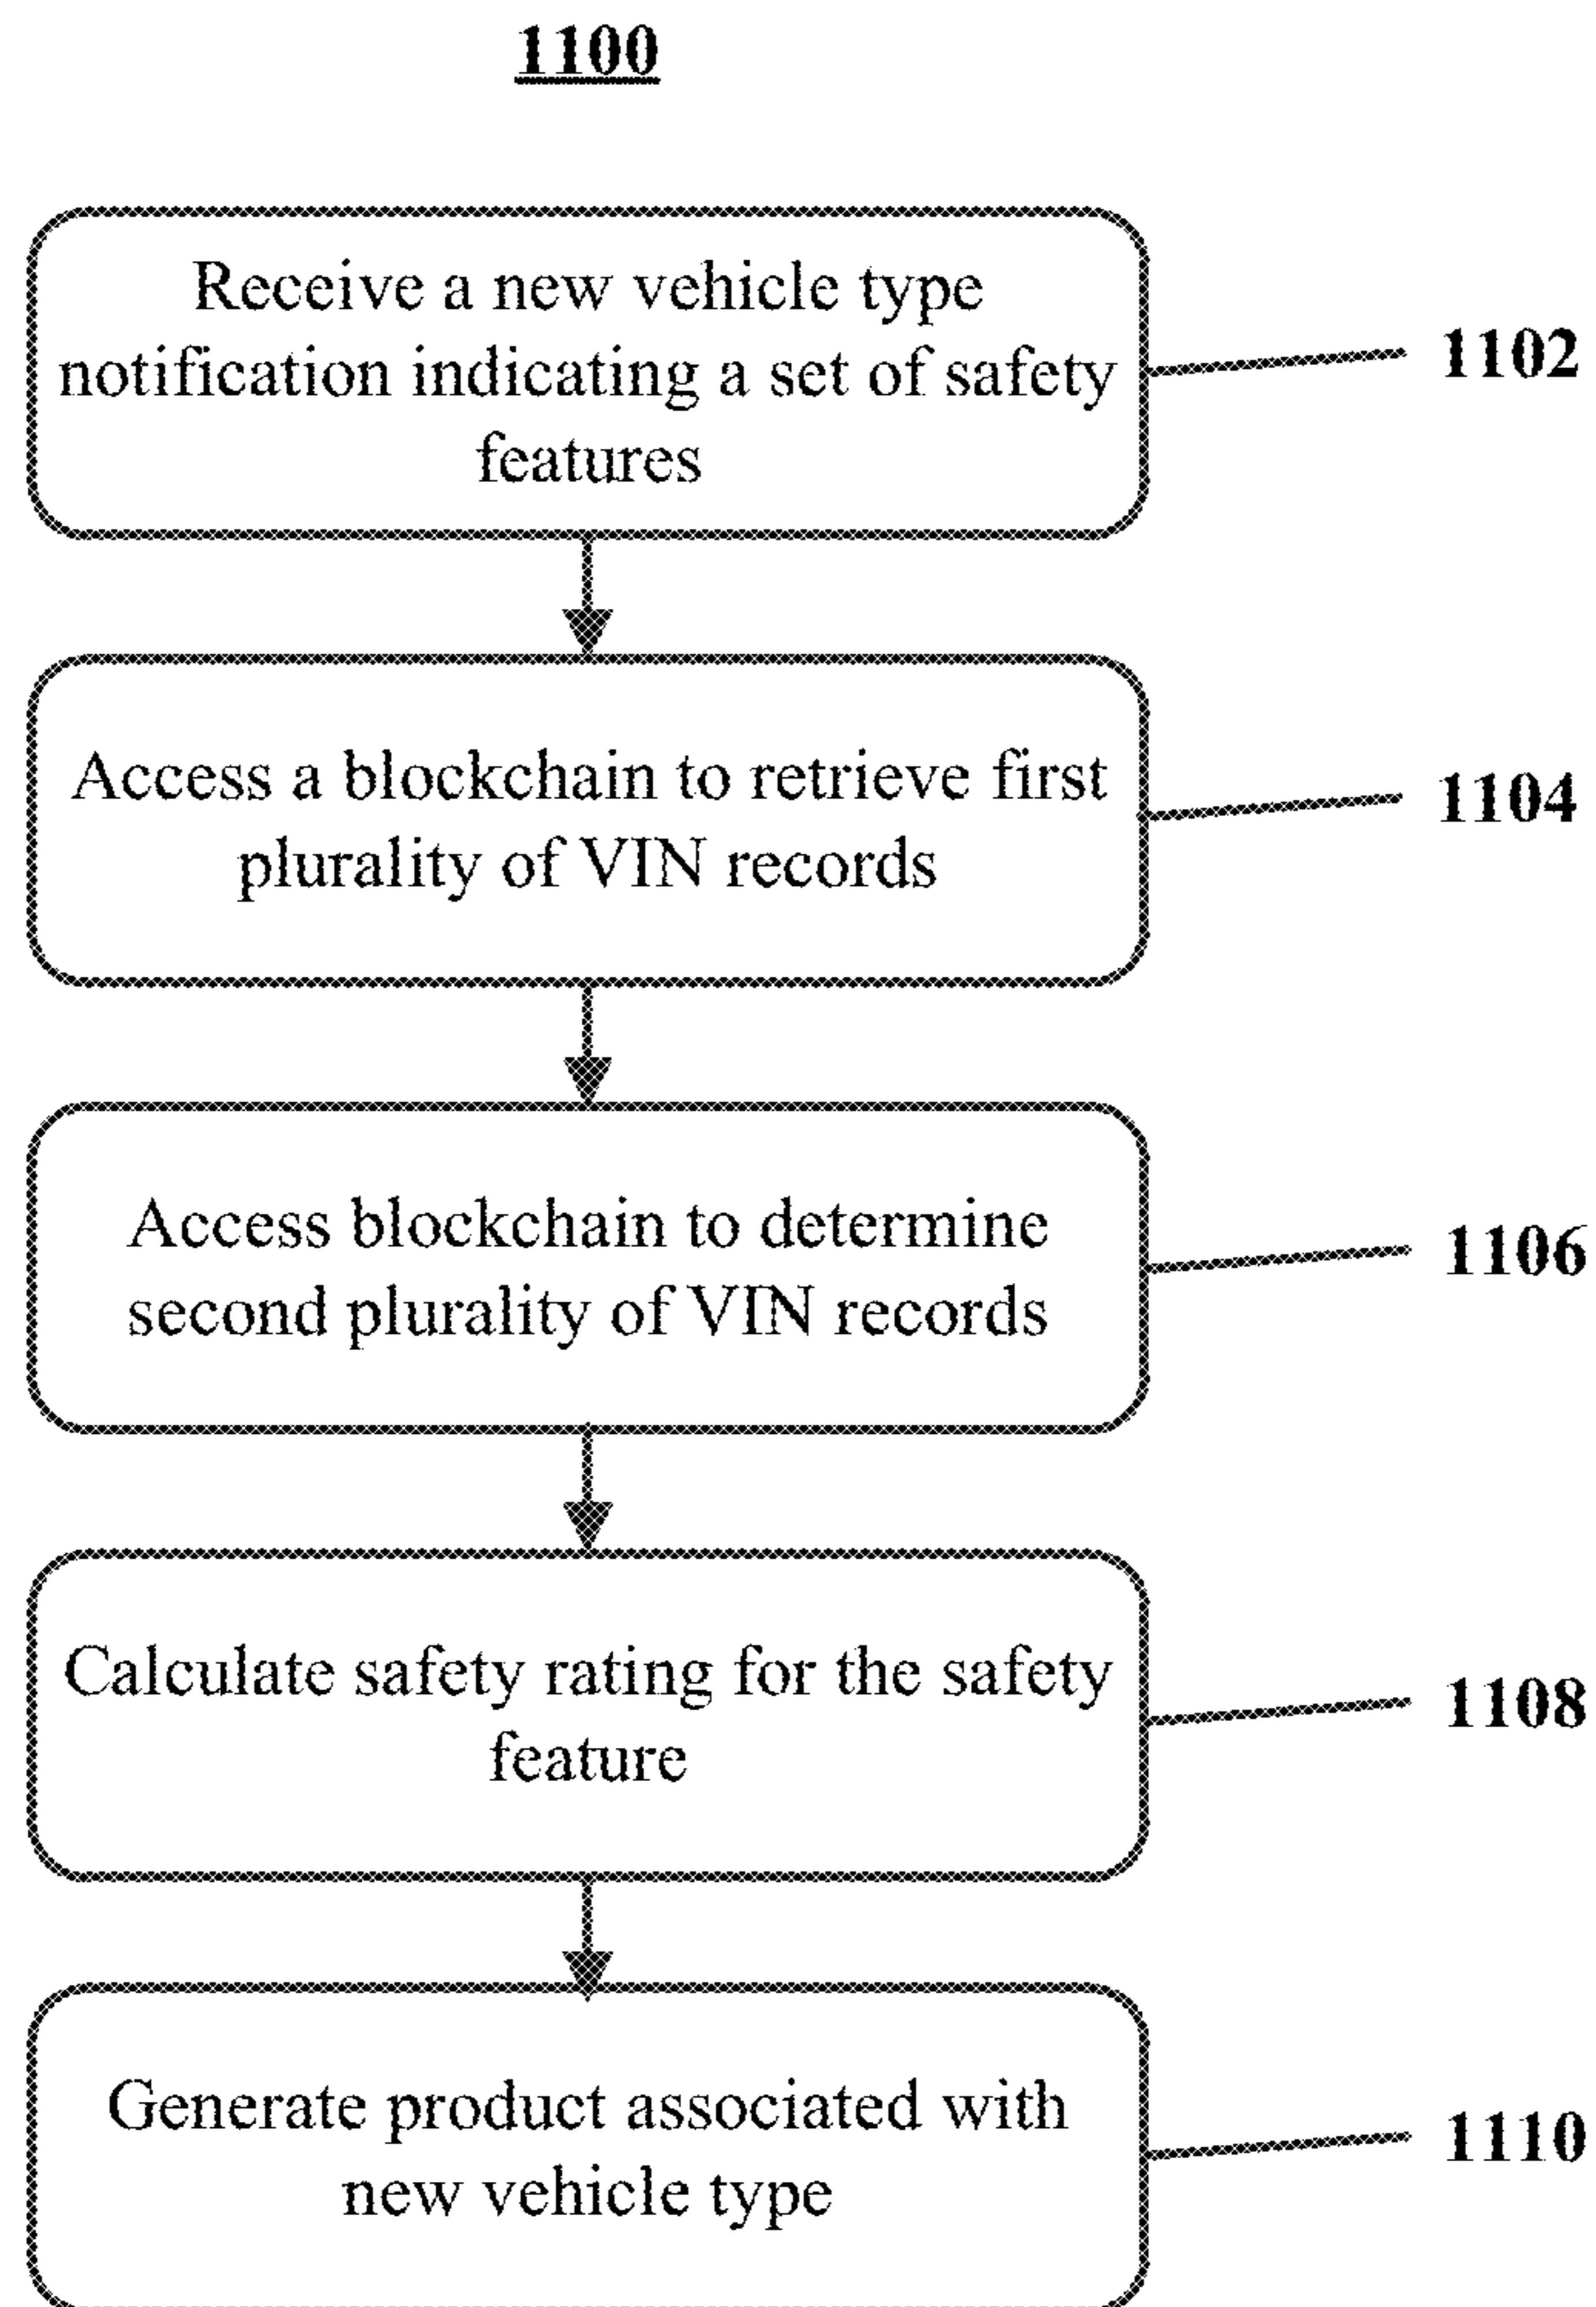 1100
Receive a new vehicle type
notification indicating a set of safety
features
1102
Access a blockchain to retrieve first
plurality of VIN records
1104
Access blockchain to determine
second plurality of VIN records
1106
Calculate safety rating for the safety
feature
1108
Generate product associated with
new vehicle type
1110